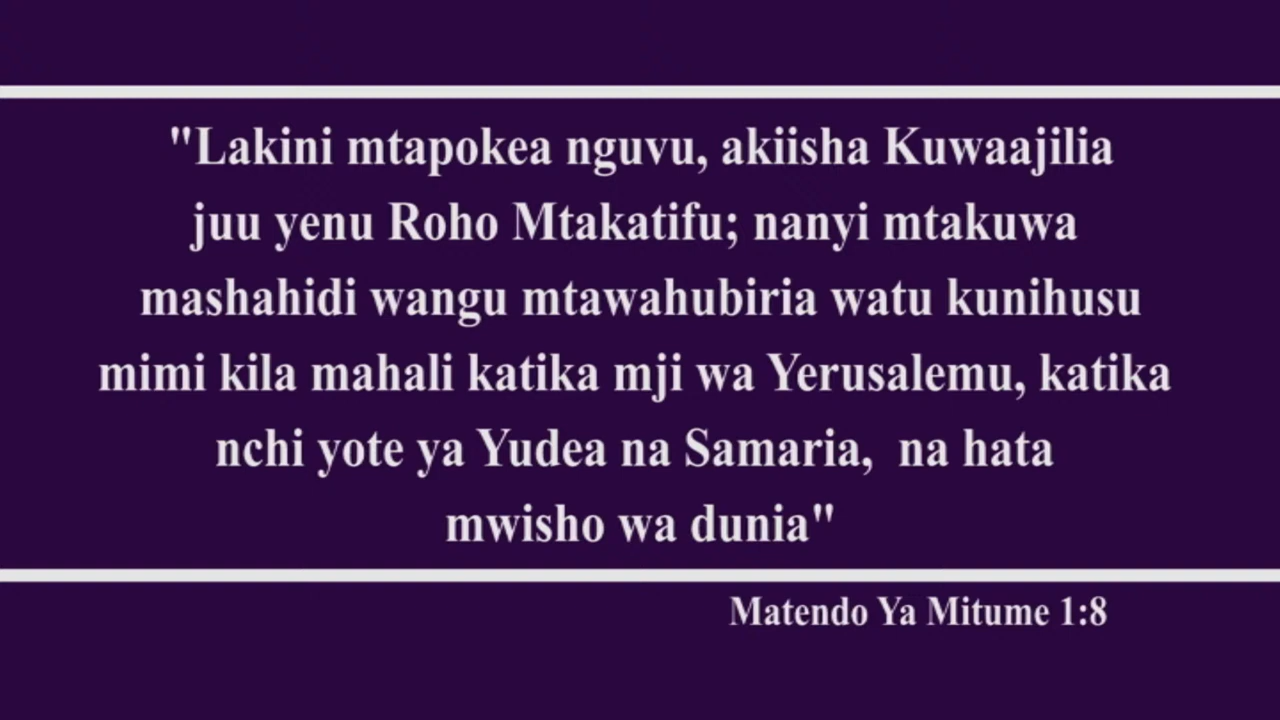 "Lakini mtapokea nguvu, akiisha Kuwaajilia
juu yenu Roho Mtakatifu; nanyi mtakuwa
mashahidi wangu mtawahubiria watu kunihusu
mimi kila mahali katika mji wa Yerusalemu, katika
nchi yote ya Yudea na Samaria,  na hata
mwisho wa dunia"
Matendo Ya Mitume 1:8